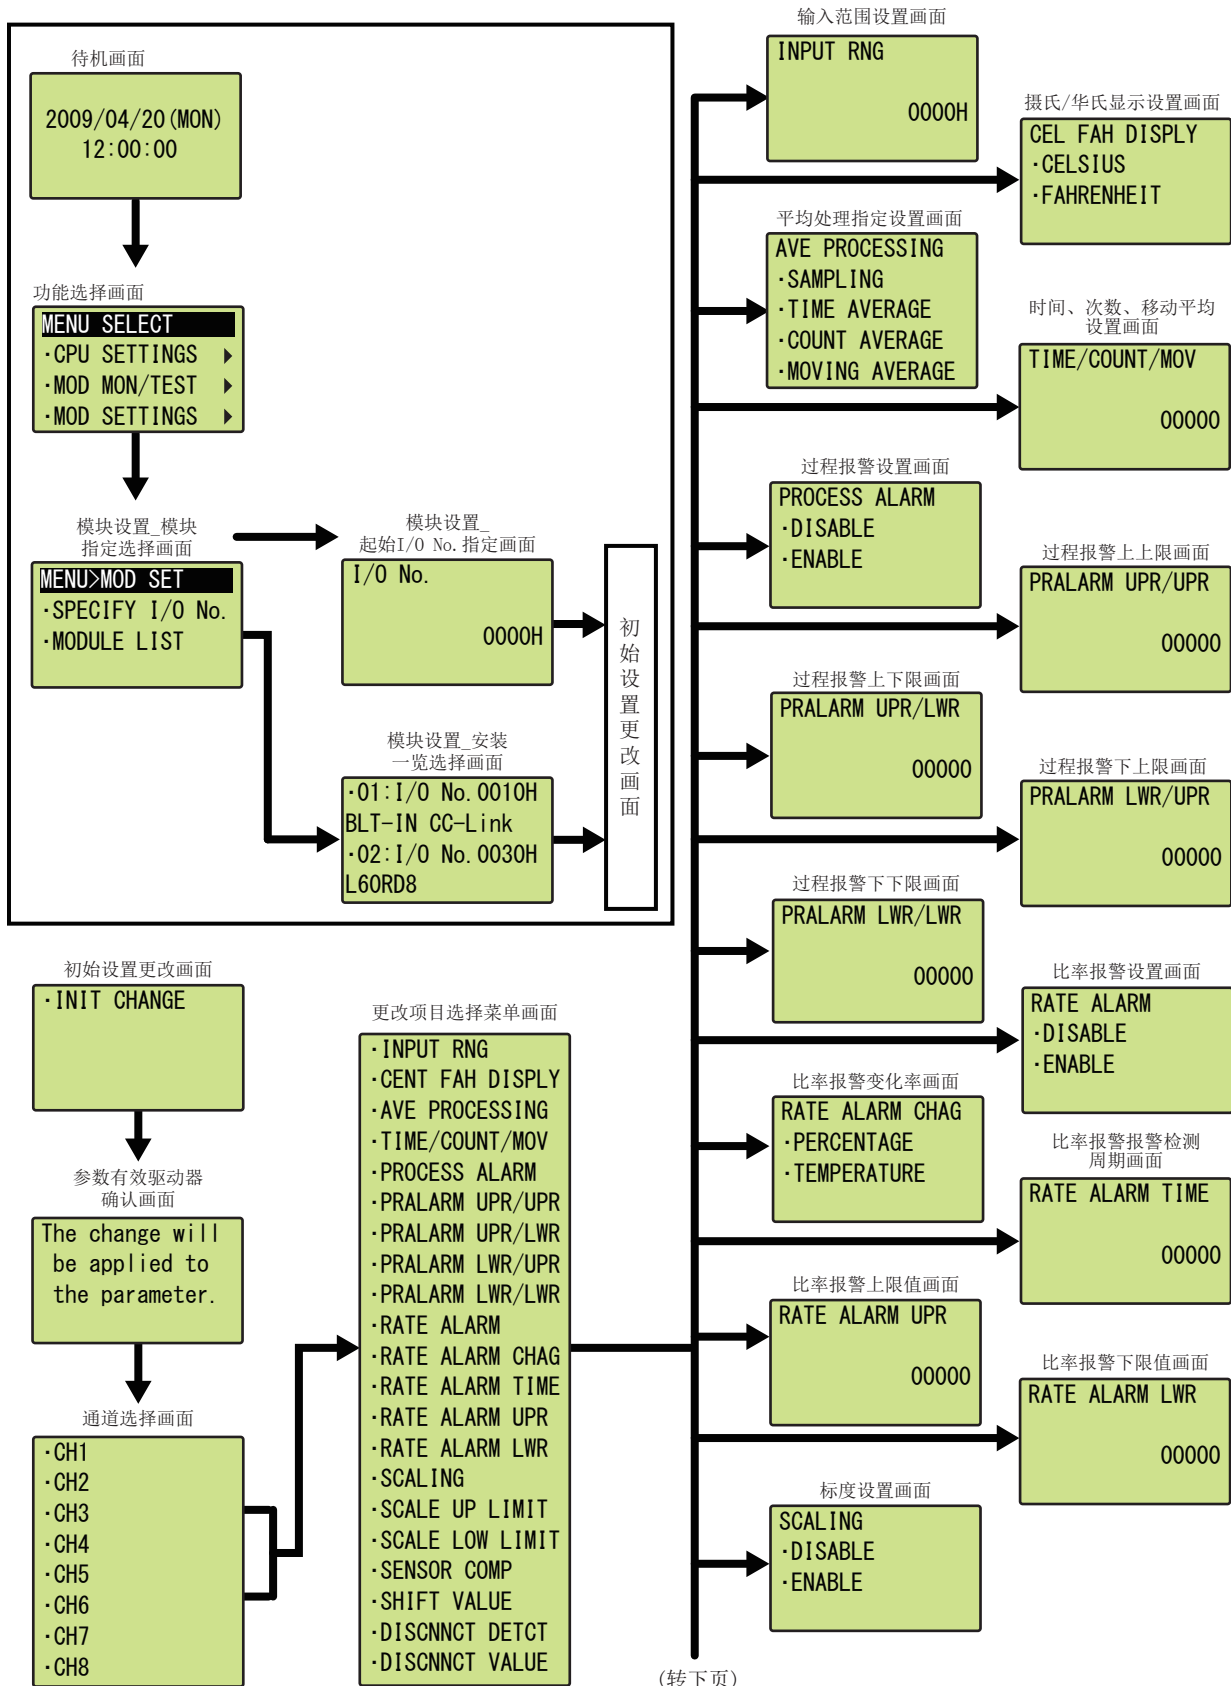 待机画面
2009/04/20(MON)
12:00:00
功能选择画面
MENU SELECT
·CPU SETTINGS
·MOD MON/TEST
·MOD SETTINGS
模块设置_模块
指定选择画面
MENU>MOD SET
·SPECIFY I/O No.
·MODULE LIST
模块设置_
起始I/O No.指定画面
I/O No.
0000H
模块设置_安装
一览选择画面
·01:I/O No.0010H
BLT-IN CC-Link
·02:I/O No.0030H
L60RD8
初始设置更改画面
初始设置更改画面
·INIT CHANGE
参数有效驱动器
确认画面
The change will
be applied to
the parameter.
通道选择画面
·CH1
·CH2
·CH3
·CH4
·CH5
·CH6
·CH7
·CH8
更改项目选择菜单画面
·INPUT RNG
·CENT FAH DISPLY
·AVE PROCESSING
·TIME/COUNT/MOV
·PROCESS ALARM
·PRALARM UPR/UPR
·PRALARM UPR/LWR
·PRALARM LWR/UPR
·PRALARM LWR/LWR
·RATE ALARM
·RATE ALARM CHAG
·RATE ALARM TIME
·RATE ALARM UPR
·RATE ALARM LWR
·SCALING
·SCALE UP LIMIT
·SCALE LOW LIMIT
·SENSOR COMP
·SHIFT VALUE
·DISCNNCT DETCT
·DISCNNCT VALUE
输入范围设置画面
INPUT RNG
0000H
摄氏/华氏显示设置画面
CEL FAH DISPLY
·CELSIUS
·FAHRENHEIT
平均处理指定设置画面
AVE PROCESSING
·SAMPLING
·TIME AVERAGE
·COUNT AVERAGE
·MOVING AVERAGE
时间、次数、移动平均
设置画面
TIME/COUNT/MOV
00000
过程报警设置画面
PROCESS ALARM
·DISABLE
·ENABLE
过程报警上上限画面
PRALARM UPR/UPR
00000
过程报警上下限画面
PRALARM UPR/LWR
00000
过程报警下上限画面
PRALARM LWR/UPR
00000
过程报警下下限画面
PRALARM LWR/LWR
00000
比率报警设置画面
RATE ALARM
·DISABLE
·ENABLE
比率报警变化率画面
RATE ALARM CHAG
·PERCENTAGE
·TEMPERATURE
比率报警报警检测
周期画面
RATE ALARM TIME
00000
比率报警上限值画面
RATE ALARM UPR
00000
比率报警下限值画面
RATE ALARM LWR
00000
标度设置画面
SCALING
·DISABLE
·ENABLE
(转下页)